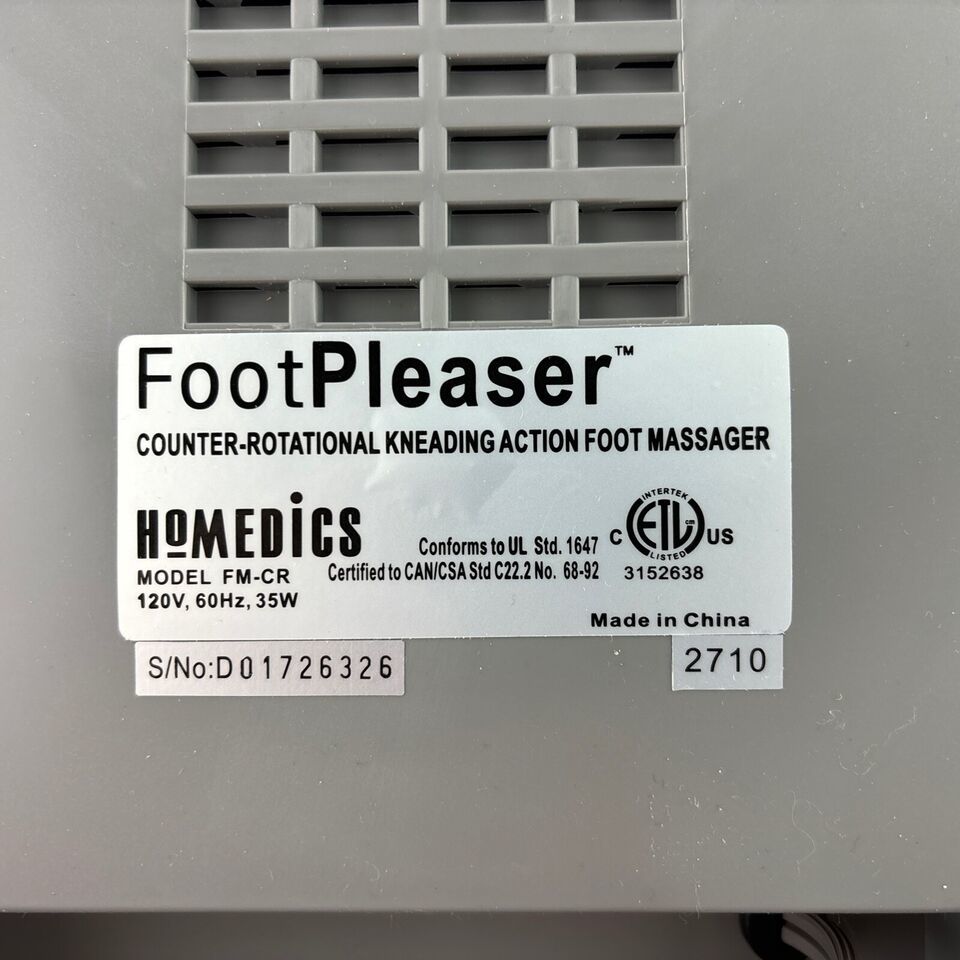 FootPleaser™
COUNTER-ROTATIONAL KNEADING ACTION FOOT MASSAGER
HoMEDiCS
MODEL FM-CR
120V, 60Hz, 35W
Conforms to UL Std. 1647
Certified to CAN/CSA Std C22.2 No. 68-92
INTERTEK
C ETL cm US
LISTED
3152638
Made in China
S/No:D01726326
2710